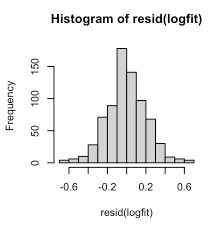 Histogram of resid(logfit)
Frequency
150
100
50
0
-0.6 -0.2 0.2 0.6
resid(logfit)